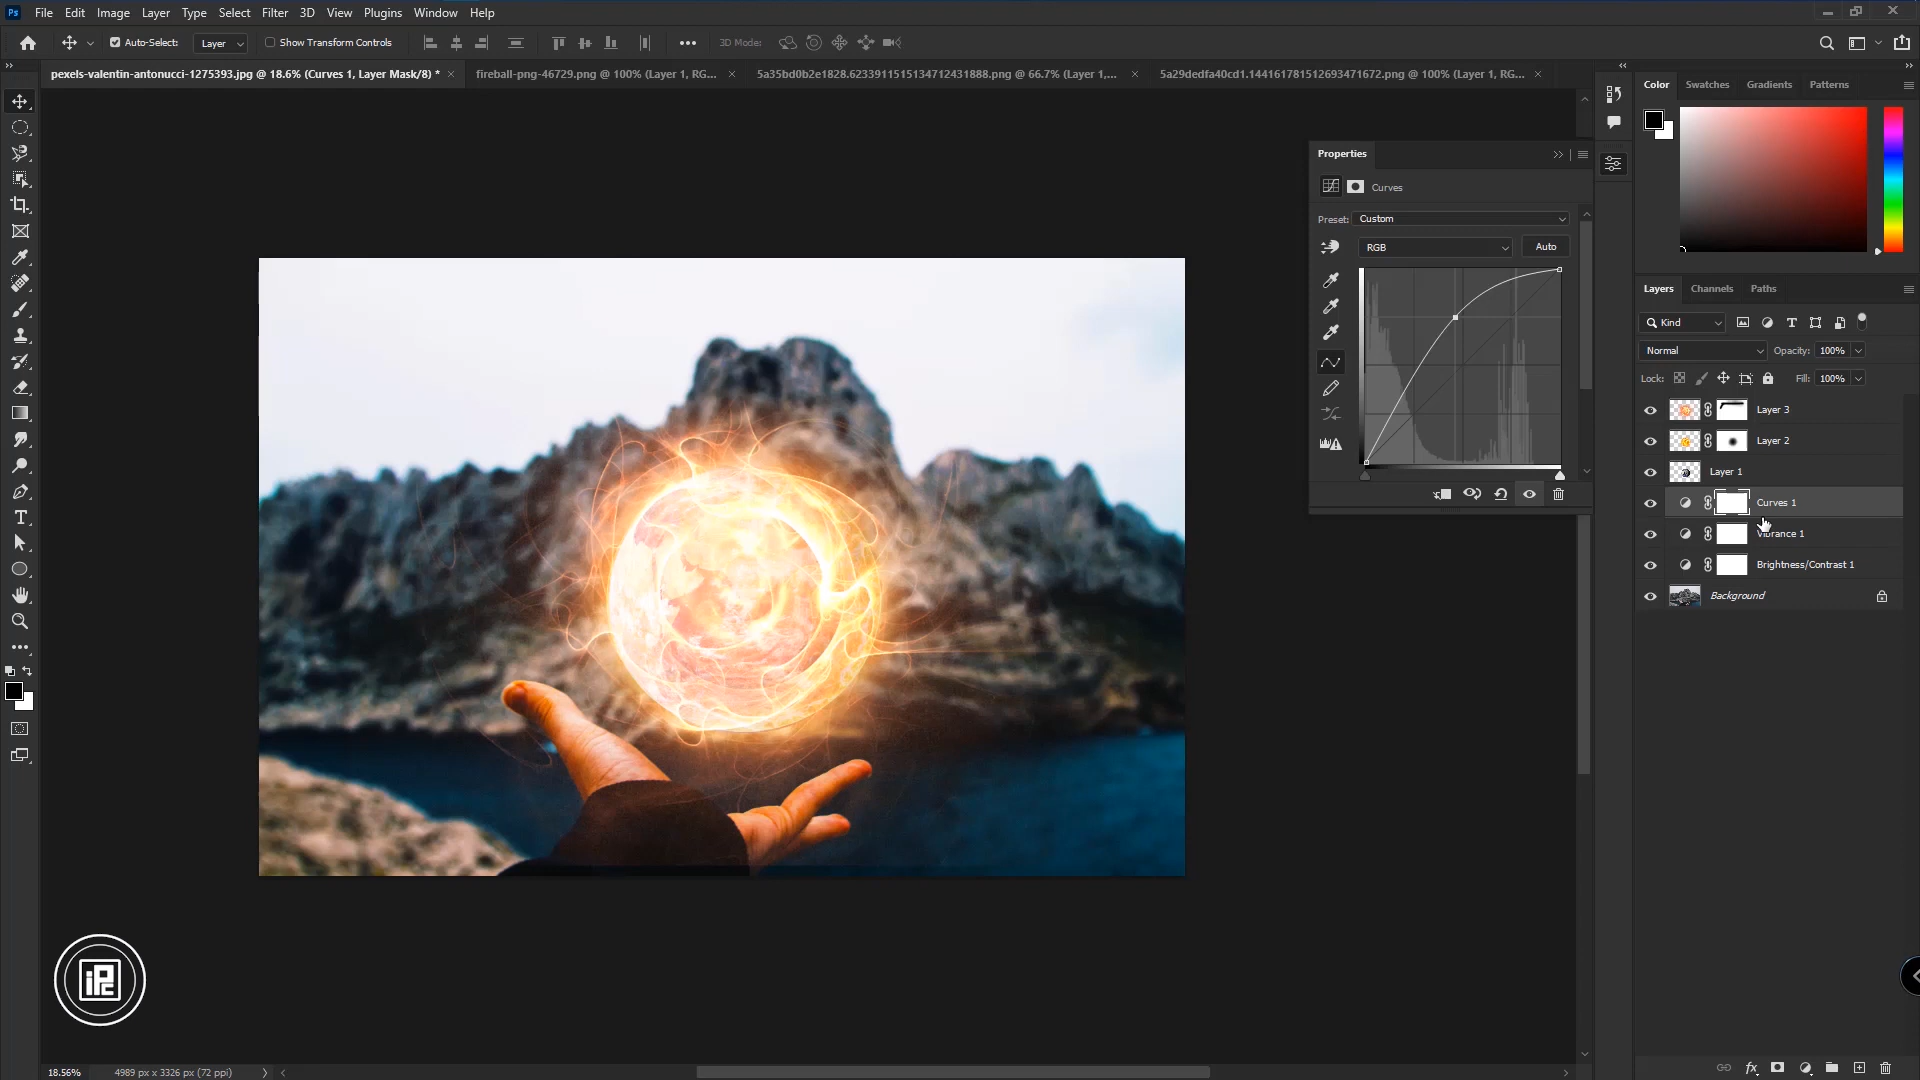 Ps File Edit Image Layer Type Select Filter 3D View Plugins Window Help
Auto-Select: Layer Show Transform Controls 3D Mode:
pexels-valentin-antonucci-1275393.jpg @ 18.6% (Curves 1, Layer Mask/8) * fireball-png-46729.png @ 100% (Layer 1, RG... 5a35bd0b2e1828.6233911515134712431888.png @ 66.7% (Layer 1,... 5a29dedfa40cd1.1441617815126934716​72.png @ 100% (Layer 1, RG...
Color Swatches Gradients Patterns
Properties
Curves
Preset: Custom
RGB Auto
Layers Channels Paths
Kind
Normal Opacity: 100%
Lock: Fill: 100%
Layer 3
Layer 2
Layer 1
Curves 1
Vibrance 1
Brightness/Contrast 1
Background
iPc
18.56% 4989 px x 3326 px (72 ppi)